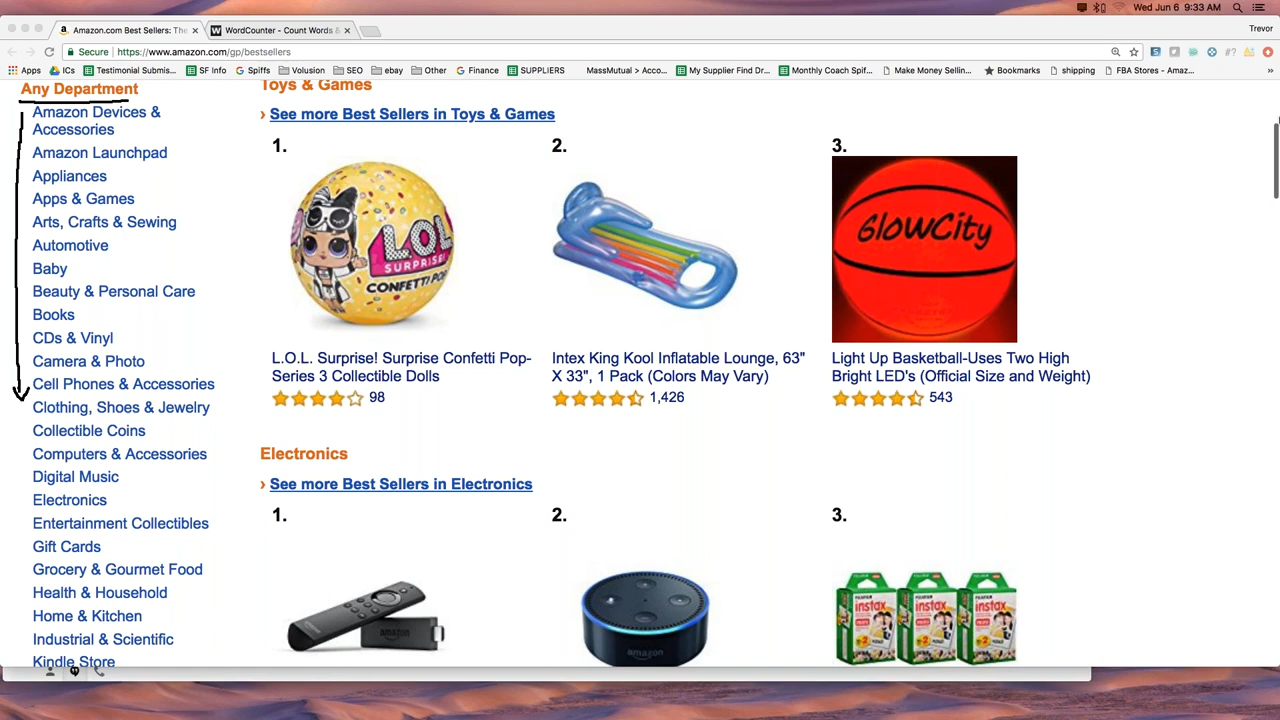 Wed Jun 6 9:33 AM
Amazon.com Best Sellers: The
WordCounter - Count Words &
Trevor
Secure https://www.amazon.com/gp/bestsellers
Apps ICs Testimonial Submis... SF Info Spiffs Volusion SEO ebay Other Finance SUPPLIERS MassMutual > Acco... My Supplier Find Dr... Monthly Coach Spif... Make Money Sellin... Bookmarks shipping FBA Stores - Amaz...
Any Department
Amazon Devices &
Accessories
Amazon Launchpad
Appliances
Apps & Games
Arts, Crafts & Sewing
Automotive
Baby
Beauty & Personal Care
Books
CDs & Vinyl
Camera & Photo
Cell Phones & Accessories
Clothing, Shoes & Jewelry
Collectible Coins
Computers & Accessories
Digital Music
Electronics
Entertainment Collectibles
Gift Cards
Grocery & Gourmet Food
Health & Household
Home & Kitchen
Industrial & Scientific
Kindle Store
Toys & Games
› See more Best Sellers in Toys & Games
1.
2.
3.
L.O.L.
SURPRISE!
CONFETTI POP
GlowCity
L.O.L. Surprise! Surprise Confetti Pop-
Series 3 Collectible Dolls
98
Intex King Kool Inflatable Lounge, 63"
X 33", 1 Pack (Colors May Vary)
1,426
Light Up Basketball-Uses Two High
Bright LED's (Official Size and Weight)
543
Electronics
› See more Best Sellers in Electronics
1.
2.
3.
amazon
amazon
instax
instax
instax